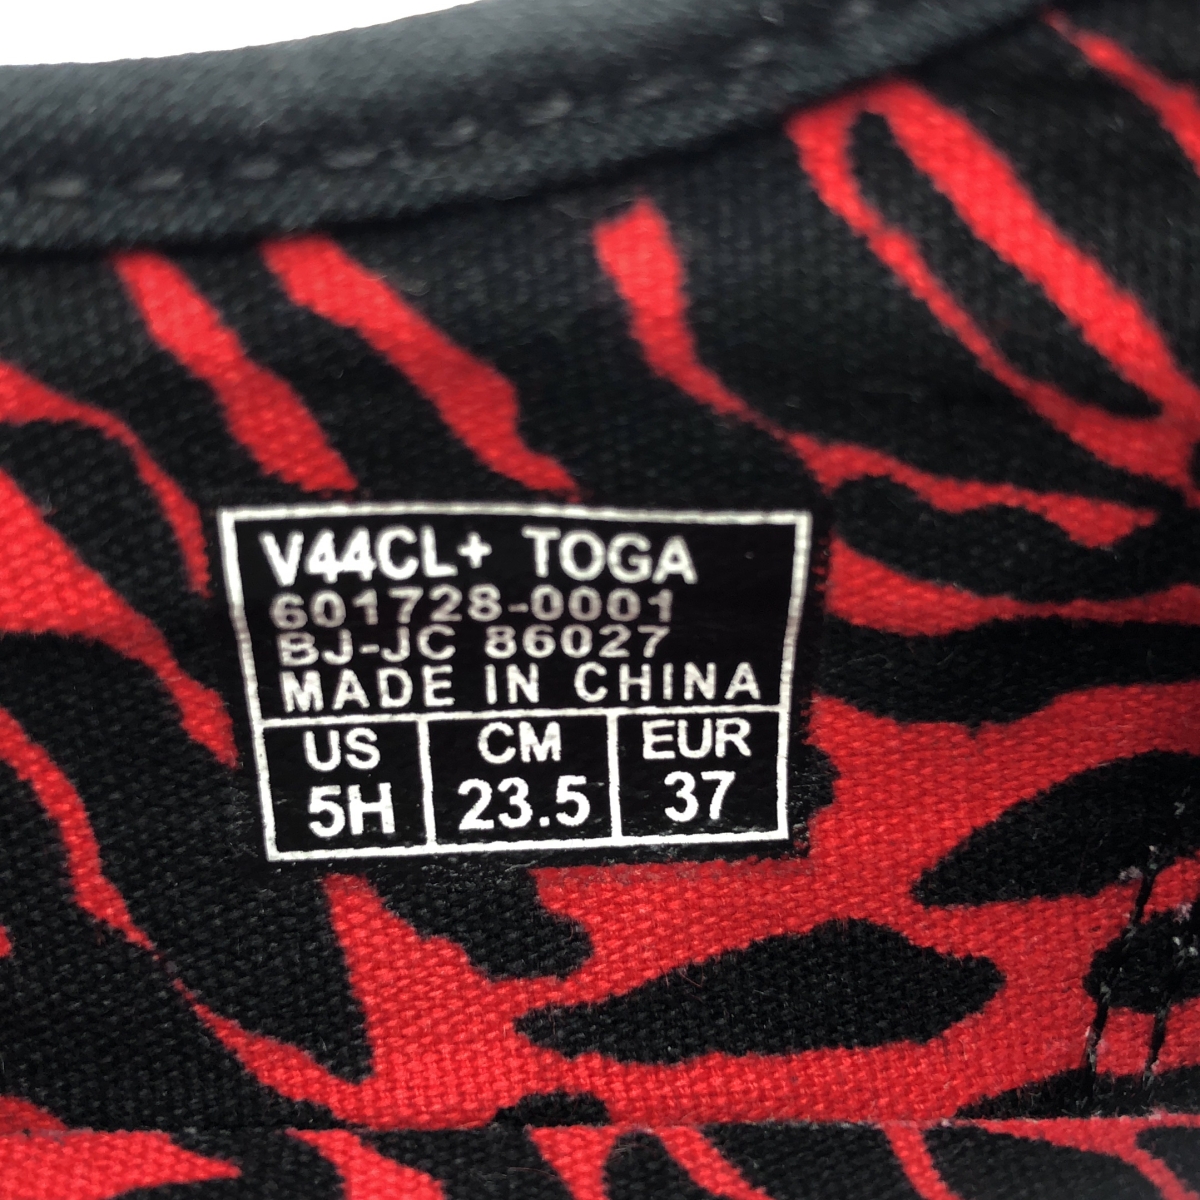 V44CL+ TOGA
601728-0001
BJ-JC 86027
MADE IN CHINA
US CM EUR
5H 23.5 37